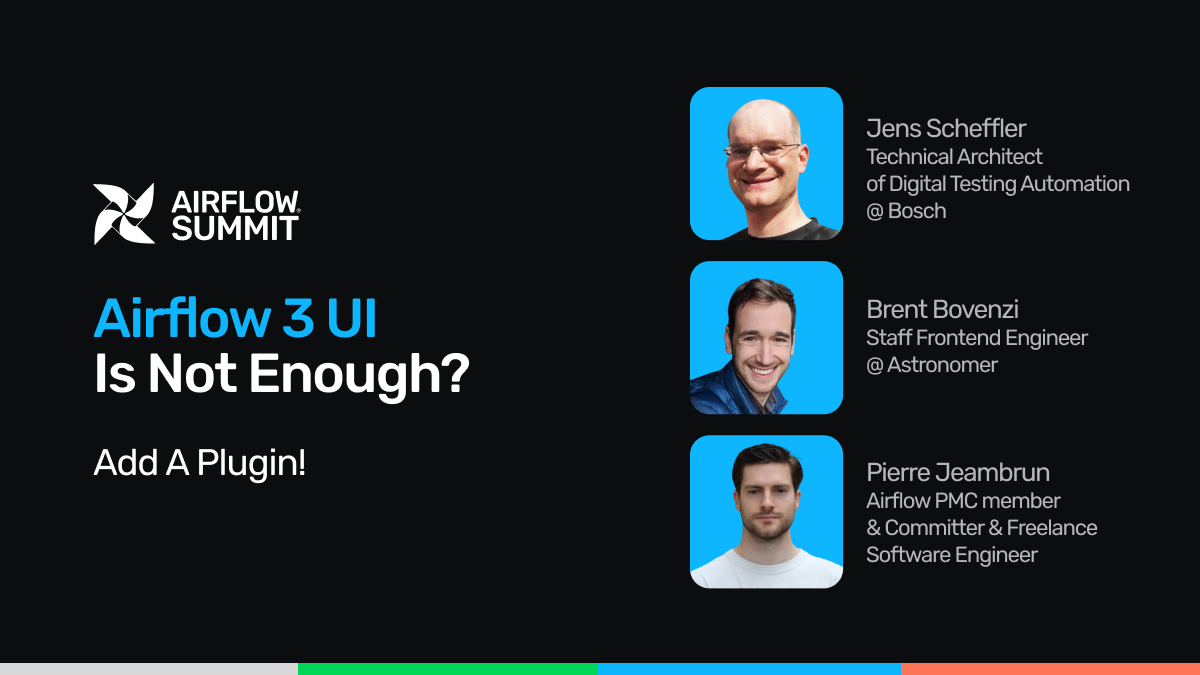 AIRFLOW
SUMMIT
Airflow 3 UI
Is Not Enough?
Add A Plugin!
Jens Scheffler
Technical Architect
of Digital Testing Automation
@ Bosch
Brent Bovenzi
Staff Frontend Engineer
@ Astronomer
Pierre Jeambrun
Airflow PMC member
& Committer & Freelance
Software Engineer